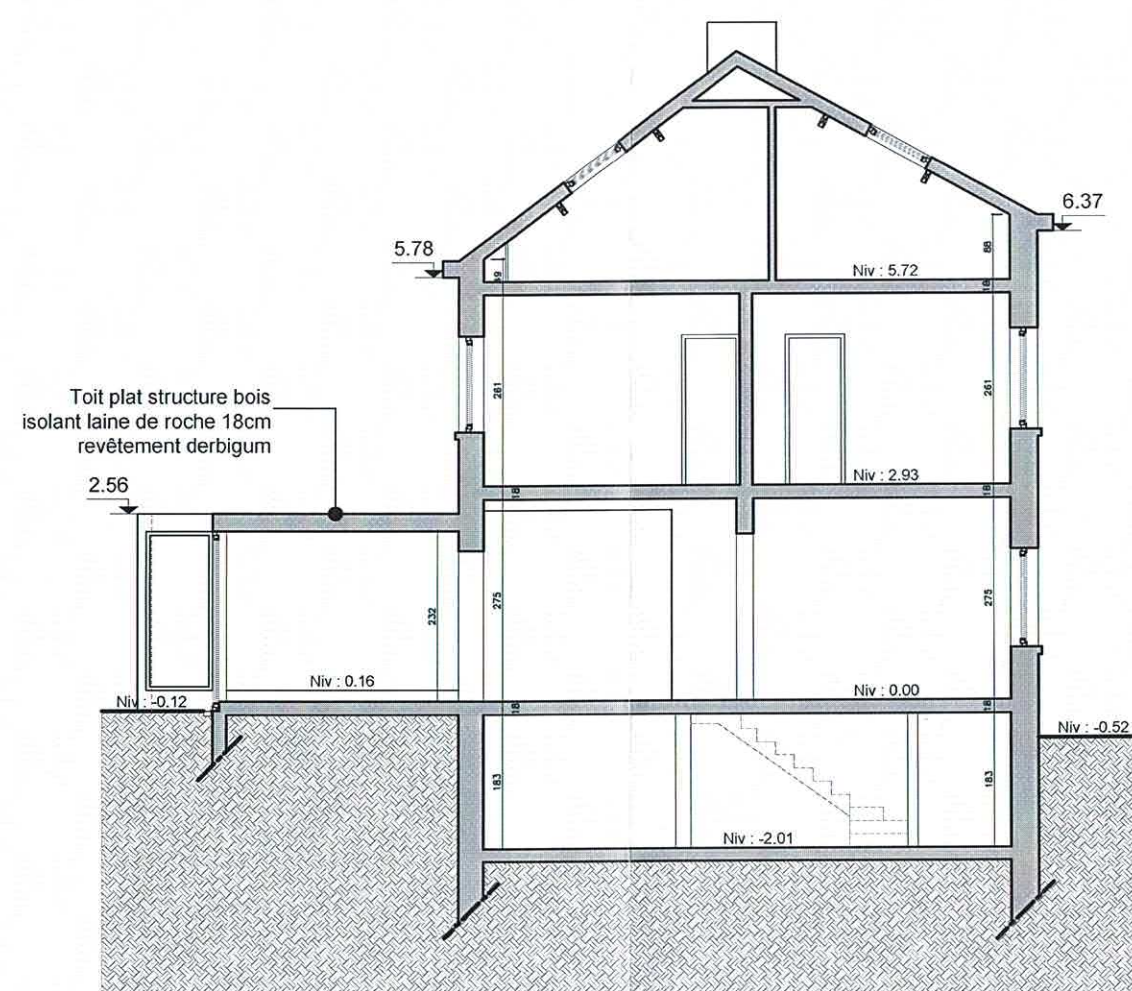 6.37
5.78
88
Niv : 5.72
49
18
261
261
Toit plat structure bois
isolant laine de roche 18cm
revêtement derbigum
Niv : 2.93
2.56
18
18
275
275
232
Niv : 0.16
Niv : 0.00
Niv : -0.12
18
18
Niv : -0.52
183
183
Niv : -2.01